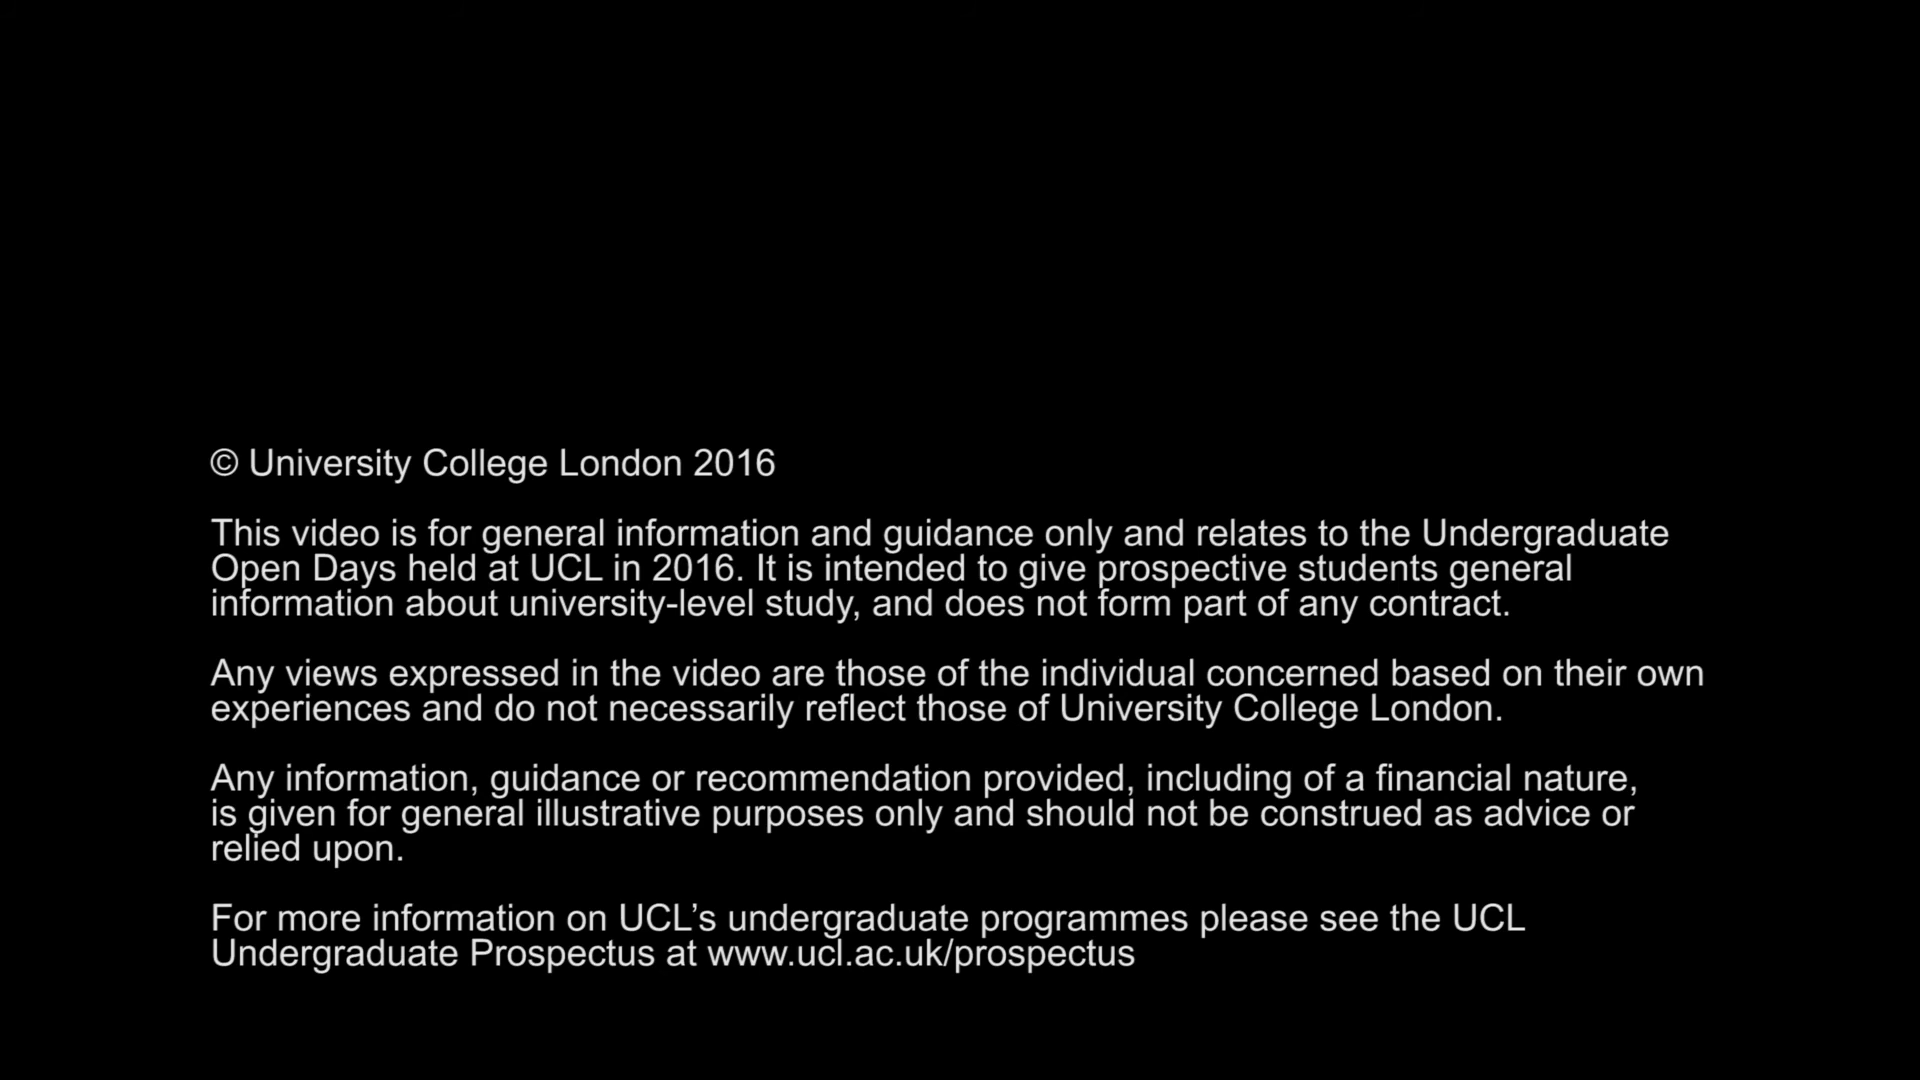 © University College London 2016
This video is for general information and guidance only and relates to the Undergraduate
Open Days held at UCL in 2016. It is intended to give prospective students general
information about university-level study, and does not form part of any contract.
Any views expressed in the video are those of the individual concerned based on their own
experiences and do not necessarily reflect those of University College London.
Any information, guidance or recommendation provided, including of a financial nature,
is given for general illustrative purposes only and should not be construed as advice or
relied upon.
For more information on UCL’s undergraduate programmes please see the UCL
Undergraduate Prospectus at www.ucl.ac.uk/prospectus